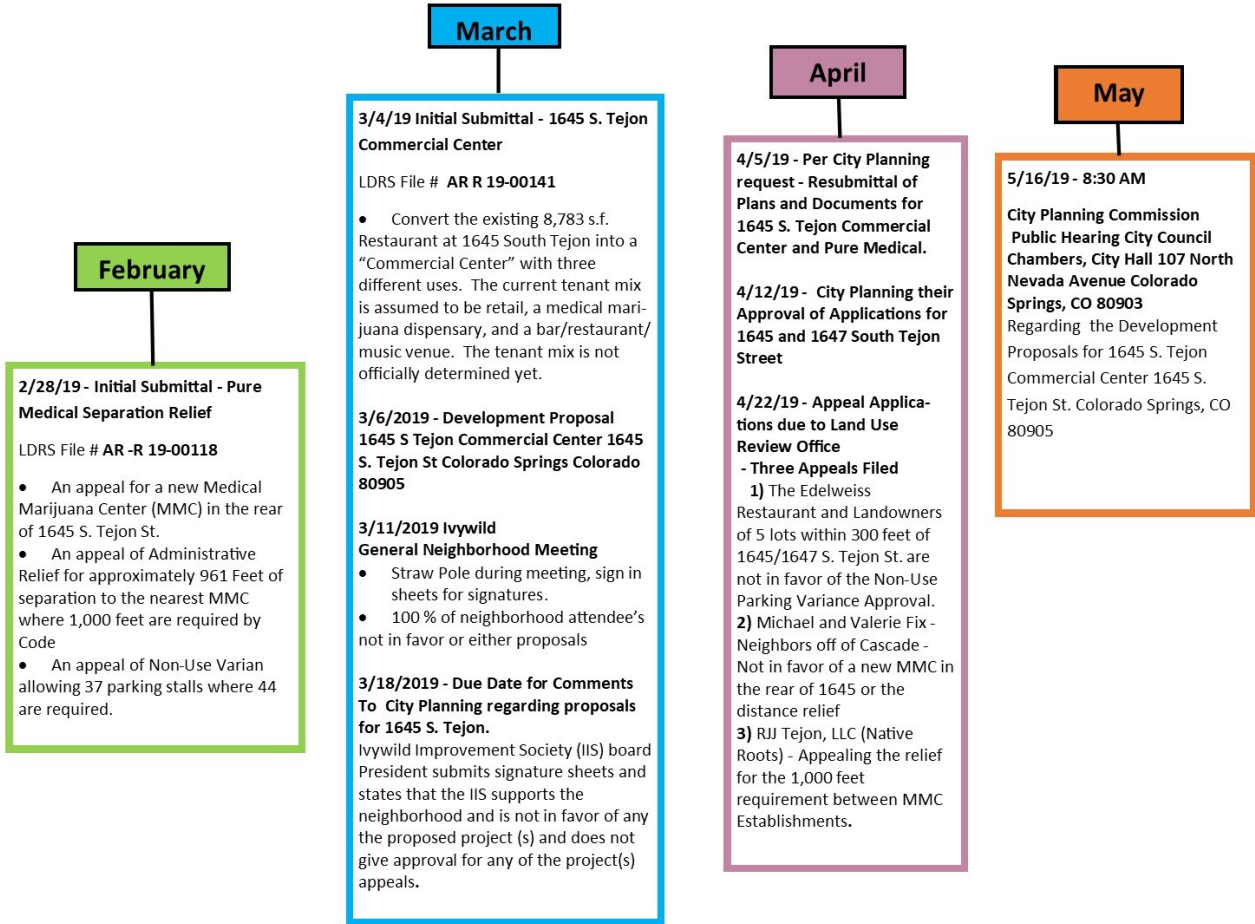 February
2/28/19 - Initial Submittal - Pure
Medical Separation Relief
LDRS File # AR -R 19-00118
• An appeal for a new Medical
Marijuana Center (MMC) in the rear
of 1645 S. Tejon St.
• An appeal of Administrative
Relief for approximately 961 Feet of
separation to the nearest MMC
where 1,000 feet are required by
Code
• An appeal of Non-Use Varian
allowing 37 parking stalls where 44
are required.
March
3/4/19 Initial Submittal - 1645 S. Tejon
Commercial Center
LDRS File # AR R 19-00141
• Convert the existing 8,783 s.f.
Restaurant at 1645 South Tejon into a
“Commercial Center” with three
different uses. The current tenant mix
is assumed to be retail, a medical mari-
juana dispensary, and a bar/restaurant/
music venue. The tenant mix is not
officially determined yet.
3/6/2019 - Development Proposal
1645 S Tejon Commercial Center 1645
S. Tejon St Colorado Springs Colorado
80905
3/11/2019 Ivywild
General Neighborhood Meeting
• Straw Pole during meeting, sign in
sheets for signatures.
• 100 % of neighborhood attendee’s
not in favor or either proposals
3/18/2019 - Due Date for Comments
To City Planning regarding proposals
for 1645 S. Tejon.
Ivywild Improvement Society (IIS) board
President submits signature sheets and
states that the IIS supports the
neighborhood and is not in favor of any
the proposed project (s) and does not
give approval for any of the project(s)
appeals.
April
4/5/19 - Per City Planning
request - Resubmittal of
Plans and Documents for
1645 S. Tejon Commercial
Center and Pure Medical.
4/12/19 - City Planning their
Approval of Applications for
1645 and 1647 South Tejon
Street
4/22/19 - Appeal Applica-
tions due to Land Use
Review Office
- Three Appeals Filed
1) The Edelweiss
Restaurant and Landowners
of 5 lots within 300 feet of
1645/1647 S. Tejon St. are
not in favor of the Non-Use
Parking Variance Approval.
2) Michael and Valerie Fix -
Neighbors off of Cascade -
Not in favor of a new MMC in
the rear of 1645 or the
distance relief
3) RJJ Tejon, LLC (Native
Roots) - Appealing the relief
for the 1,000 feet
requirement between MMC
Establishments.
May
5/16/19 - 8:30 AM
City Planning Commission
Public Hearing City Council
Chambers, City Hall 107 North
Nevada Avenue Colorado
Springs, CO 80903
Regarding the Development
Proposals for 1645 S. Tejon
Commercial Center 1645 S.
Tejon St. Colorado Springs, CO
80905